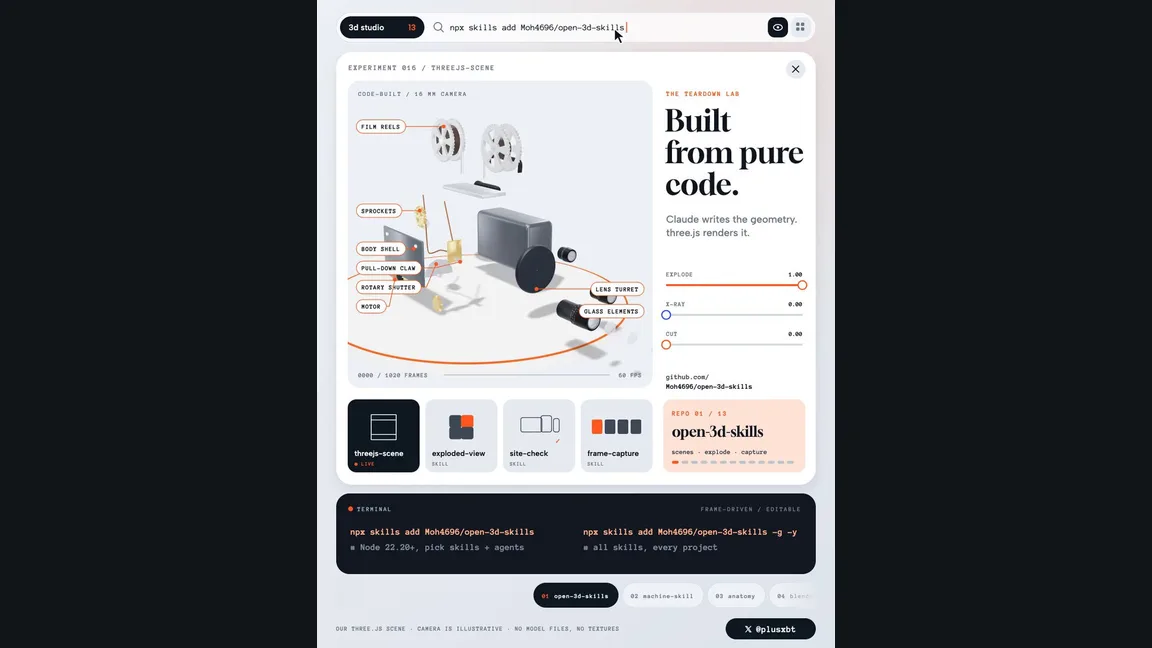 3d studio 13
npx skills add Moh4696/open-3d-skills
EXPERIMENT 016 / THREEJS-SCENE
CODE-BUILT / 16 MM CAMERA
FILM REELS
SPROCKETS
BODY SHELL
PULL-DOWN CLAW
ROTARY SHUTTER
MOTOR
LENS TURRET
GLASS ELEMENTS
0000 / 1020 FRAMES
60 FPS
THE TEARDOWN LAB
Built
from pure
code.
Claude writes the geometry.
three.js renders it.
EXPLODE 1.00
X-RAY 0.00
CUT 0.00
github.com/
Moh4696/open-3d-skills
threejs-scene
LIVE
exploded-view
SKILL
site-check
SKILL
frame-capture
SKILL
REPO 01 / 13
open-3d-skills
scenes · explode · capture
TERMINAL
FRAME-DRIVEN / EDITABLE
npx skills add Moh4696/open-3d-skills
Node 22.20+, pick skills + agents
npx skills add Moh4696/open-3d-skills -g -y
all skills, every project
01 open-3d-skills
02 machine-skill
03 anatomy
04
OUR THREE.JS SCENE · CAMERA IS ILLUSTRATIVE · NO MODEL FILES, NO TEXTURES
X @plusxbt